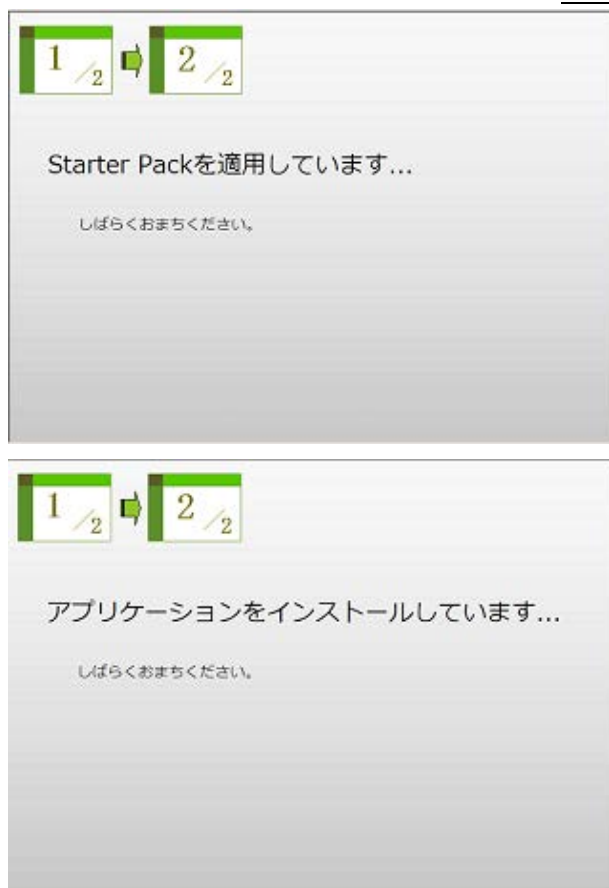 1/2 2/2
Starter Packを適用しています...
しばらくおまちください。
1/2 2/2
アプリケーションをインストールしています...
しばらくおまちください。